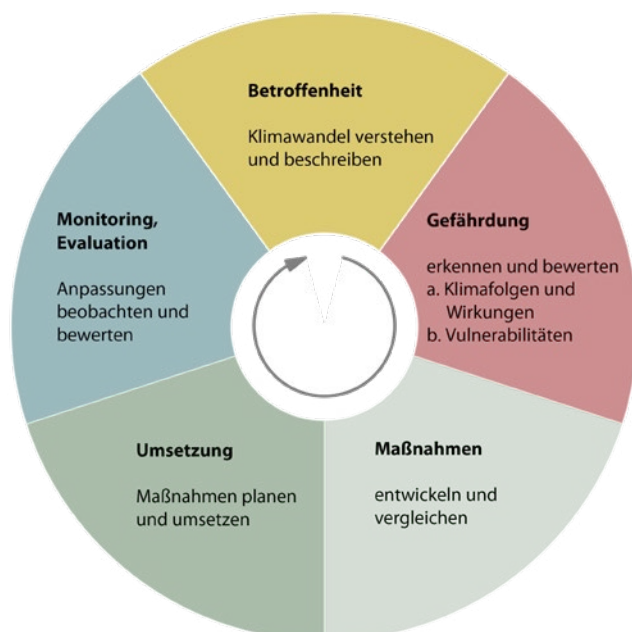 Betroffenheit
Klimawandel verstehen
und beschreiben
Gefährdung
erkennen und bewerten
a. Klimafolgen und
Wirkungen
b. Vulnerabilitäten
Maßnahmen
entwickeln und
vergleichen
Umsetzung
Maßnahmen planen
und umsetzen
Monitoring,
Evaluation
Anpassungen
beobachten und
bewerten